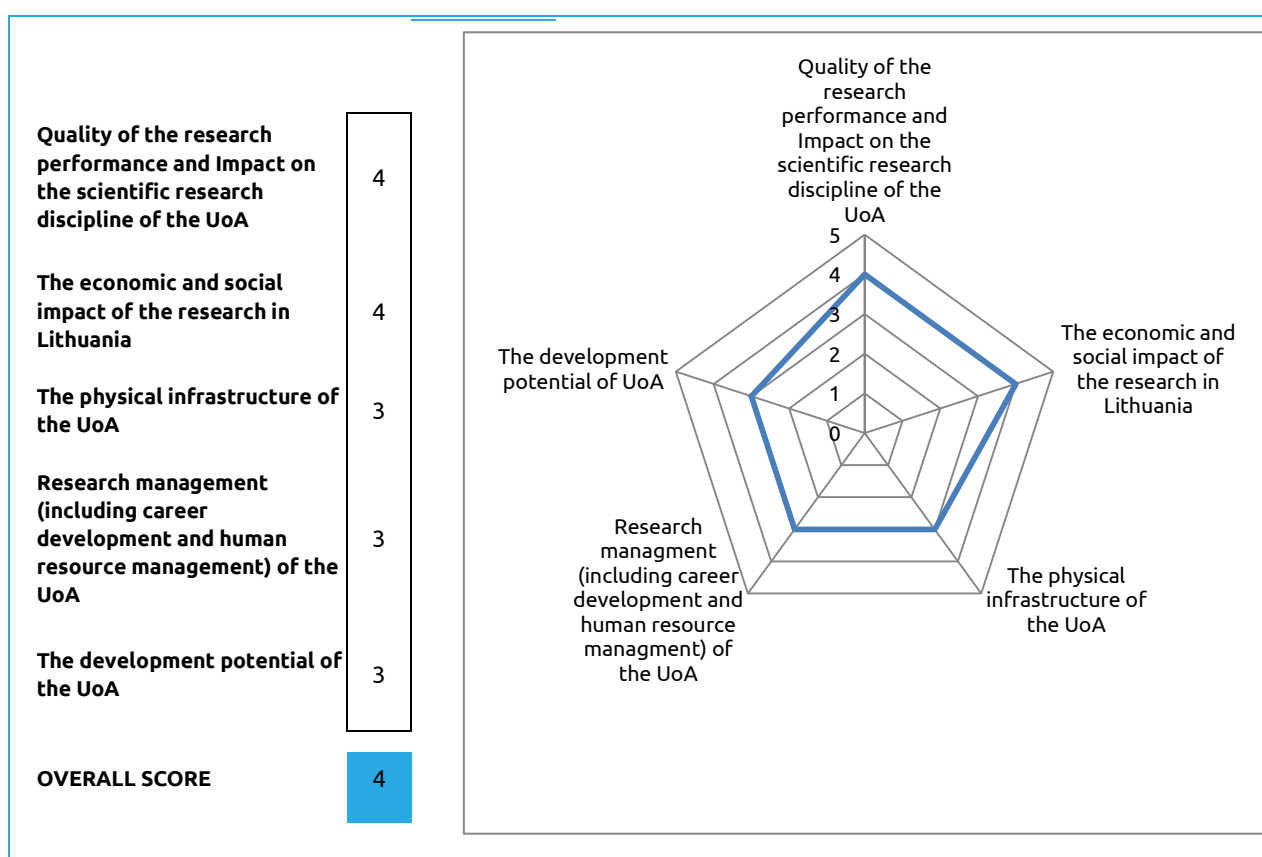 Quality of the research
performance and Impact on
the scientific research
discipline of the UoA
4
The economic and social
impact of the research in
Lithuania
4
The physical infrastructure of
the UoA
3
Research management
(including career
development and human
resource management) of the
UoA
3
The development potential of
the UoA
3
OVERALL SCORE
4
Quality of the
research
performance and
Impact on the
scientific research
discipline of the
UoA
5
4
3
2
1
0
The economic and
social impact of
the research in
Lithuania
The physical
infrastructure of
the UoA
Research
managment
(including career
development and
human resource
managment) of
the UoA
The development
potential of UoA